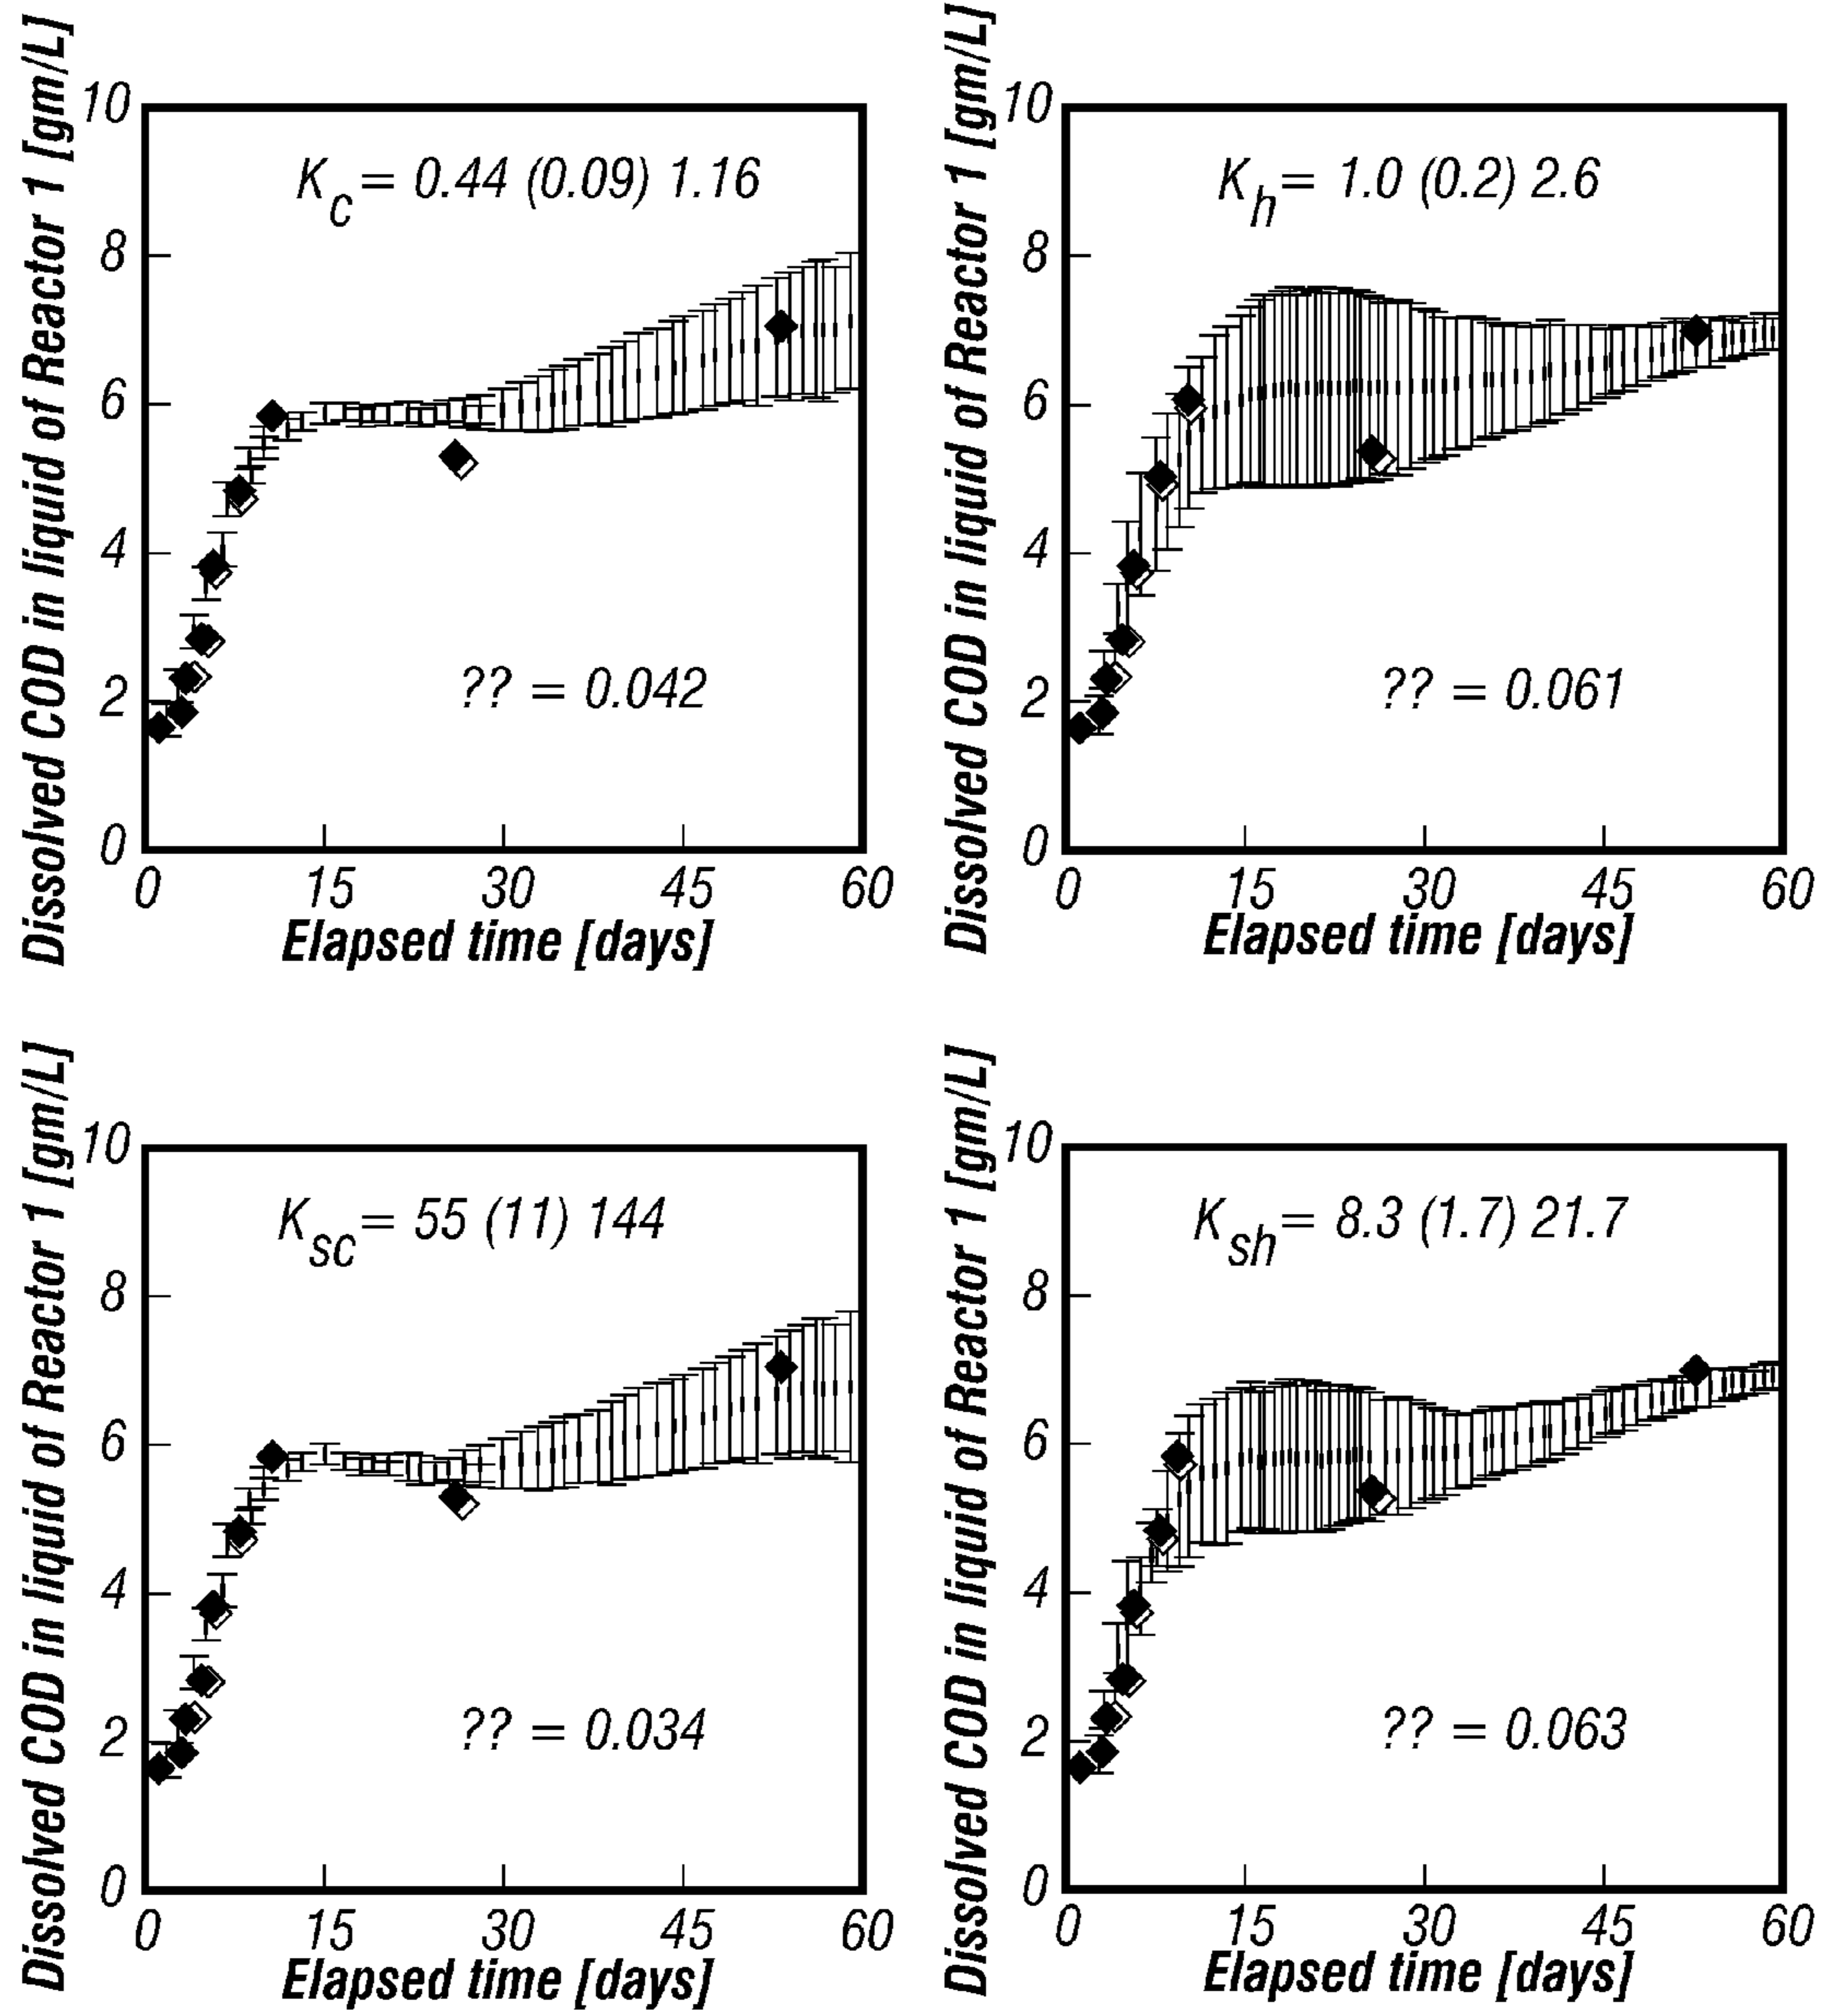 Dissolved COD in liquid of Reactor 1 [gm/L]
10
8
6
4
2
0
K_c = 0.44 (0.09) 1.16
?? = 0.042
0 15 30 45 60
Elapsed time [days]
Dissolved COD in liquid of Reactor 1 [gm/L]
10
8
6
4
2
0
K_h = 1.0 (0.2) 2.6
?? = 0.061
0 15 30 45 60
Elapsed time [days]
Dissolved COD in liquid of Reactor 1 [gm/L]
10
8
6
4
2
0
K_sc = 55 (11) 144
?? = 0.034
0 15 30 45 60
Elapsed time [days]
Dissolved COD in liquid of Reactor 1 [gm/L]
10
8
6
4
2
0
K_sh = 8.3 (1.7) 21.7
?? = 0.063
0 15 30 45 60
Elapsed time [days]